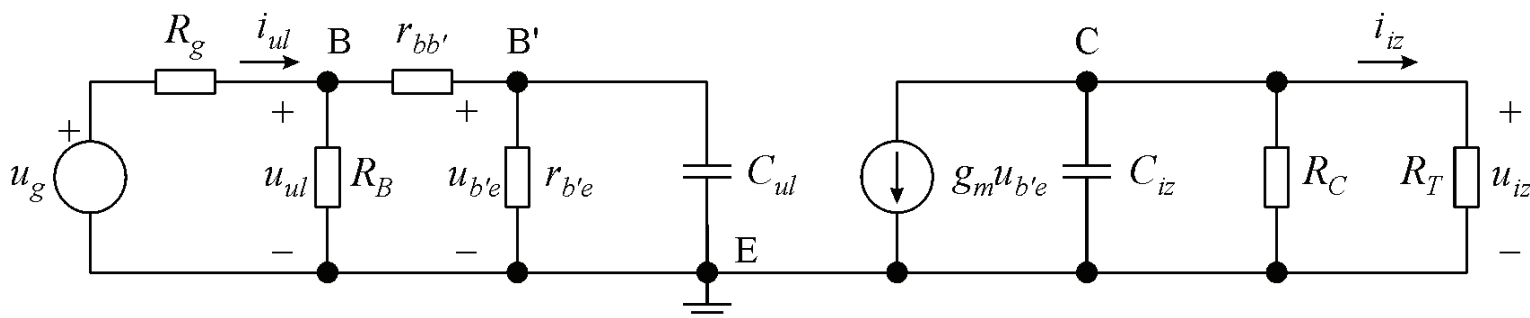 R_g i_ul B r_bb' B' C i_iz
+ + + +
u_g u_ul R_B u_b'e r_b'e C_ul g_m u_b'e C_iz R_C R_T u_iz
− − E −